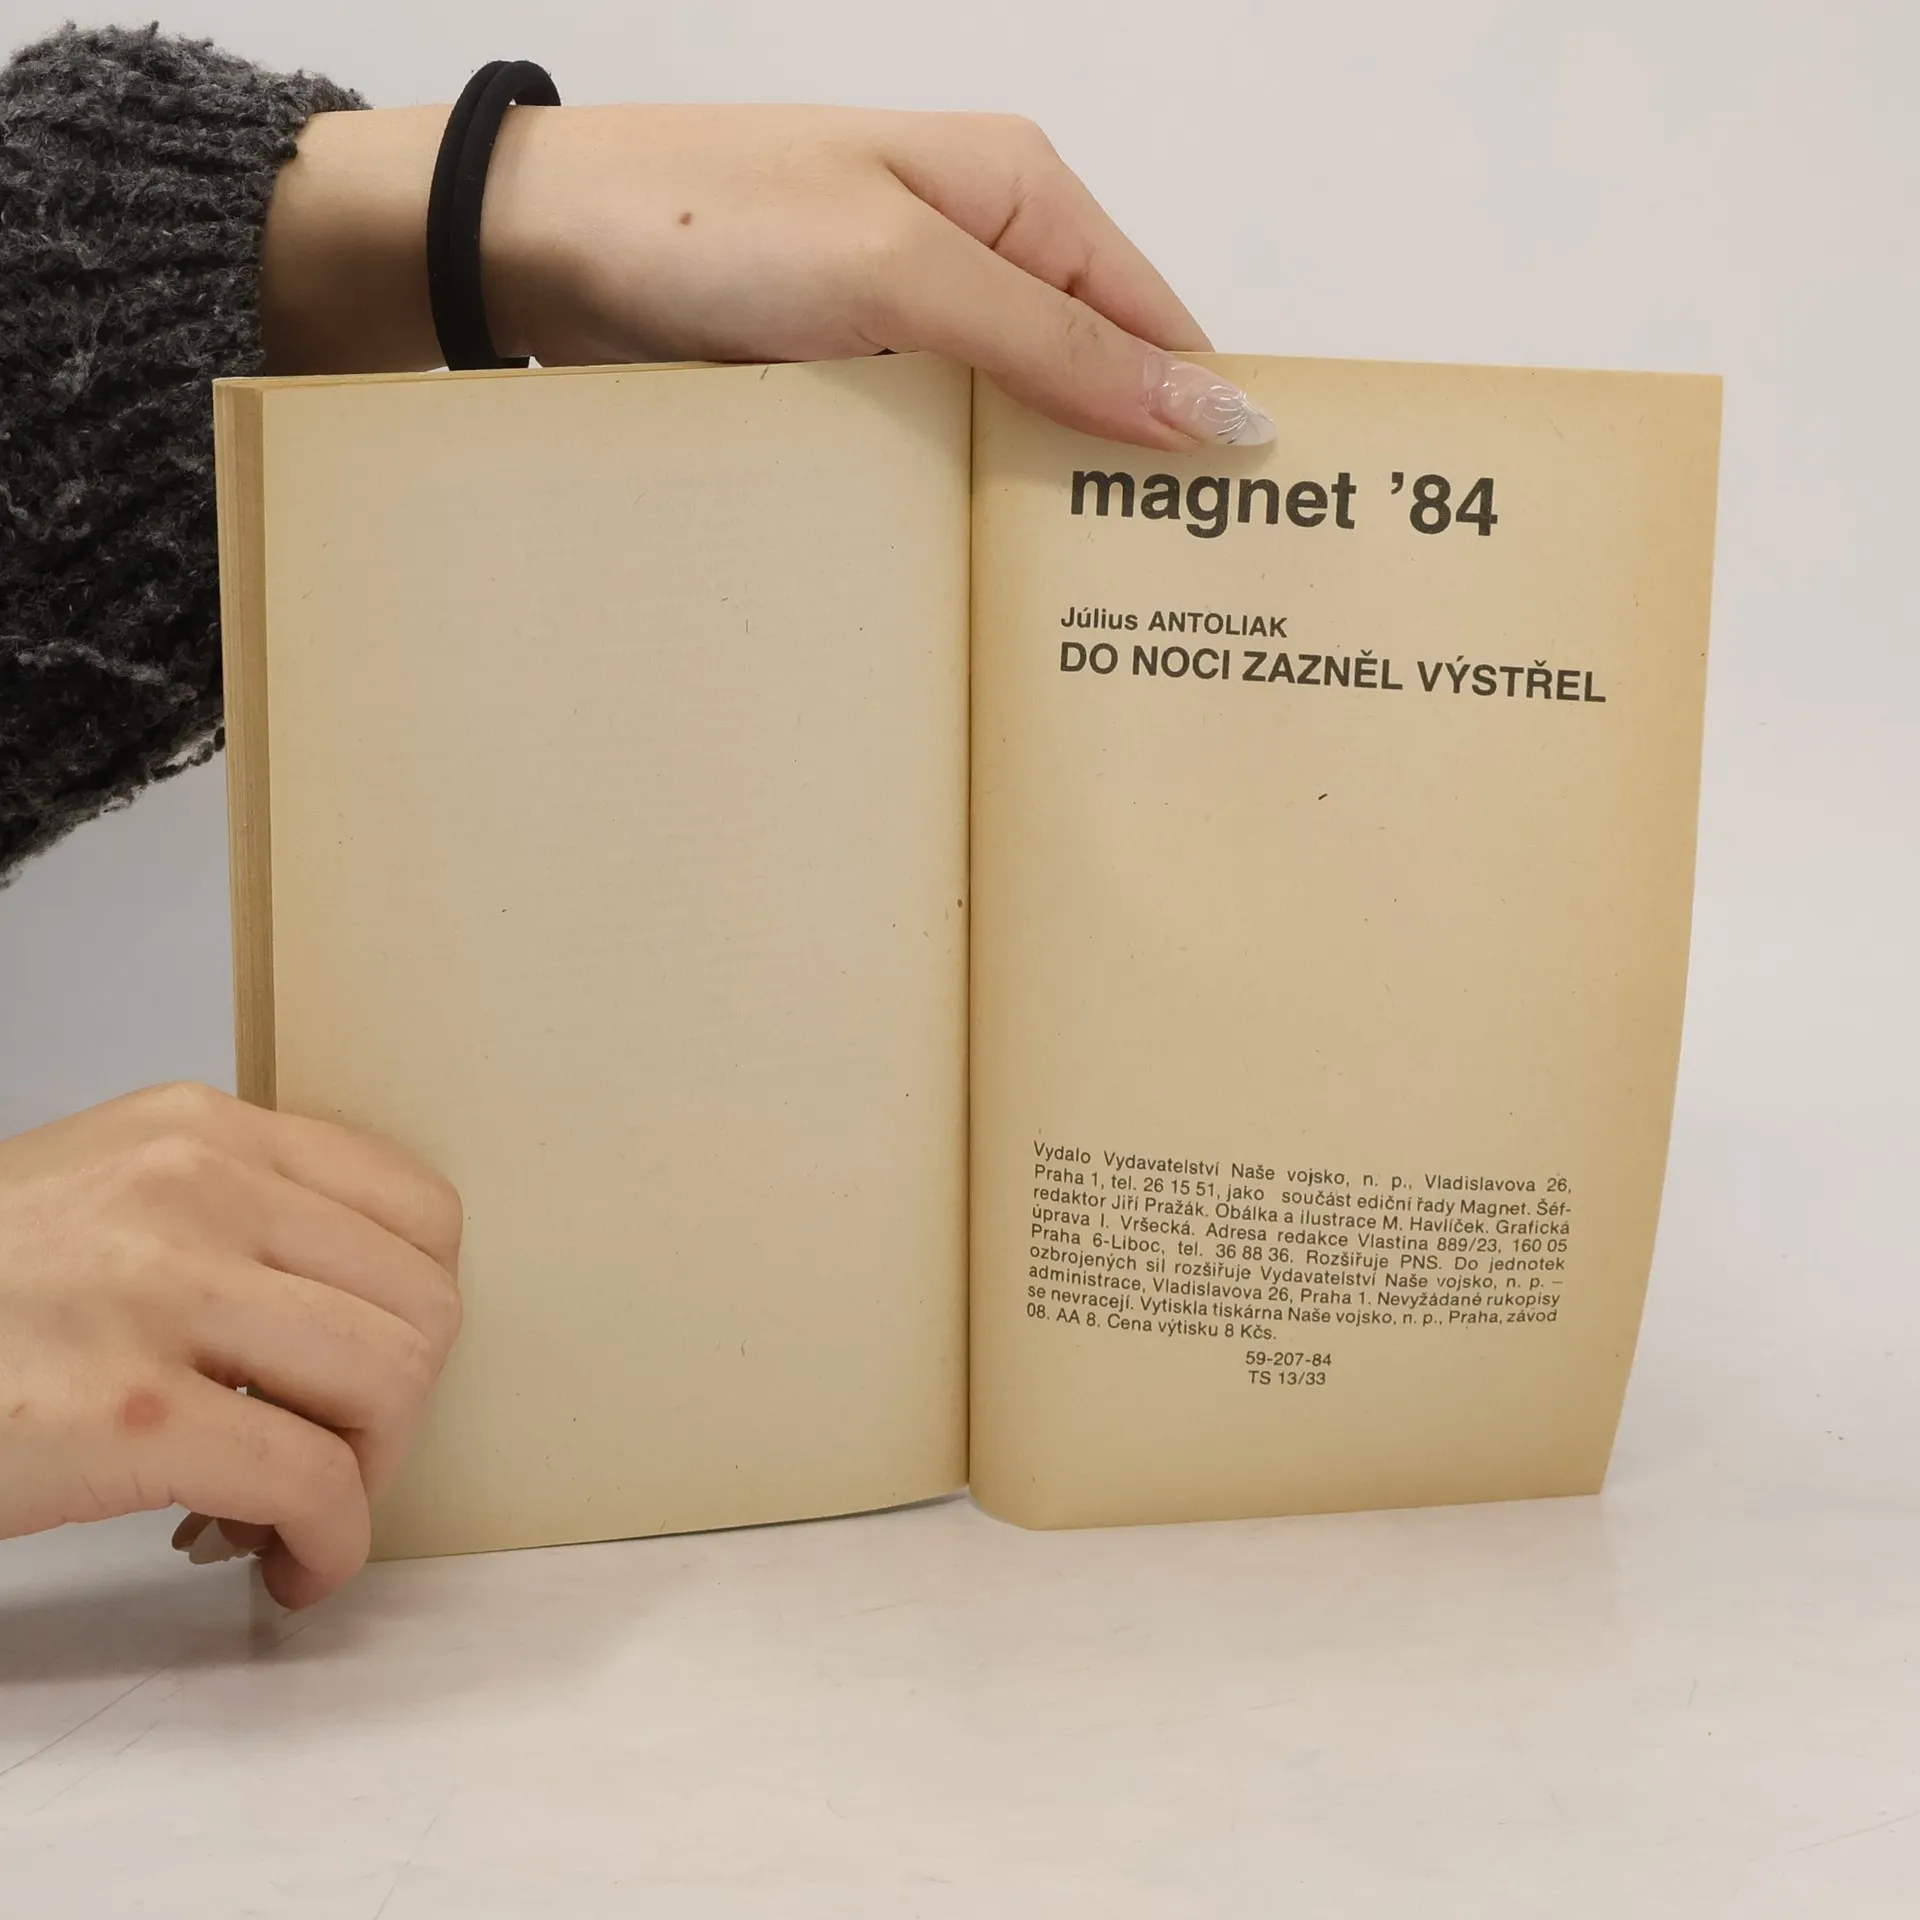 magnet ’84
Július ANTOLIAK
DO NOCI ZAZNĚL VÝSTŘEL
Vydalo Vydavatelství Naše vojsko, n. p., Vladislavova 26,
Praha 1, tel. 26 15 51, jako součást ediční řady Magnet. Šéf-
redaktor Jiří Pražák. Obálka a ilustrace M. Havlíček. Grafická
úprava I. Vršecká. Adresa redakce Vlastina 889/23, 160 05
Praha 6-Liboc, tel. 36 88 36. Rozšiřuje PNS. Do jednotek
ozbrojených sil rozšiřuje Vydavatelství Naše vojsko, n. p. –
administrace, Vladislavova 26, Praha 1. Nevyžádané rukopisy
se nevracejí. Vytiskla tiskárna Naše vojsko, n. p., Praha, závod
08. AA 8. Cena výtisku 8 Kčs.
59-207-84
TS 13/33